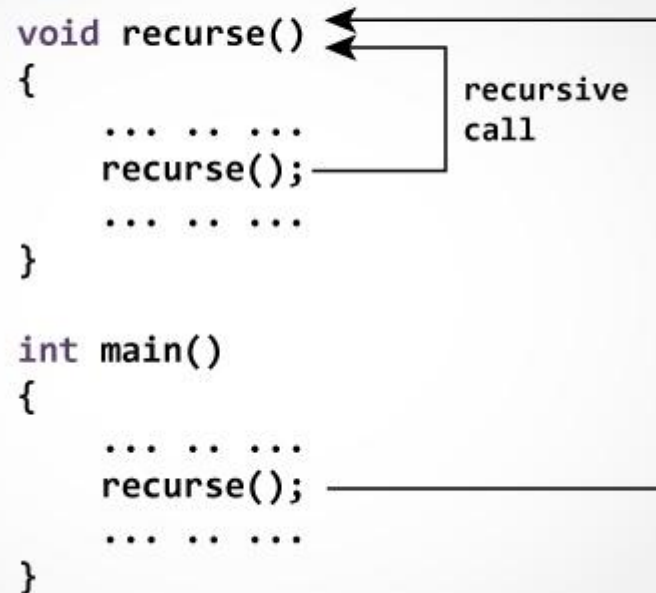 void recurse()
{
... .. ...
recurse();
... .. ...
}
recursive
call
int main()
{
... .. ...
recurse();
... .. ...
}